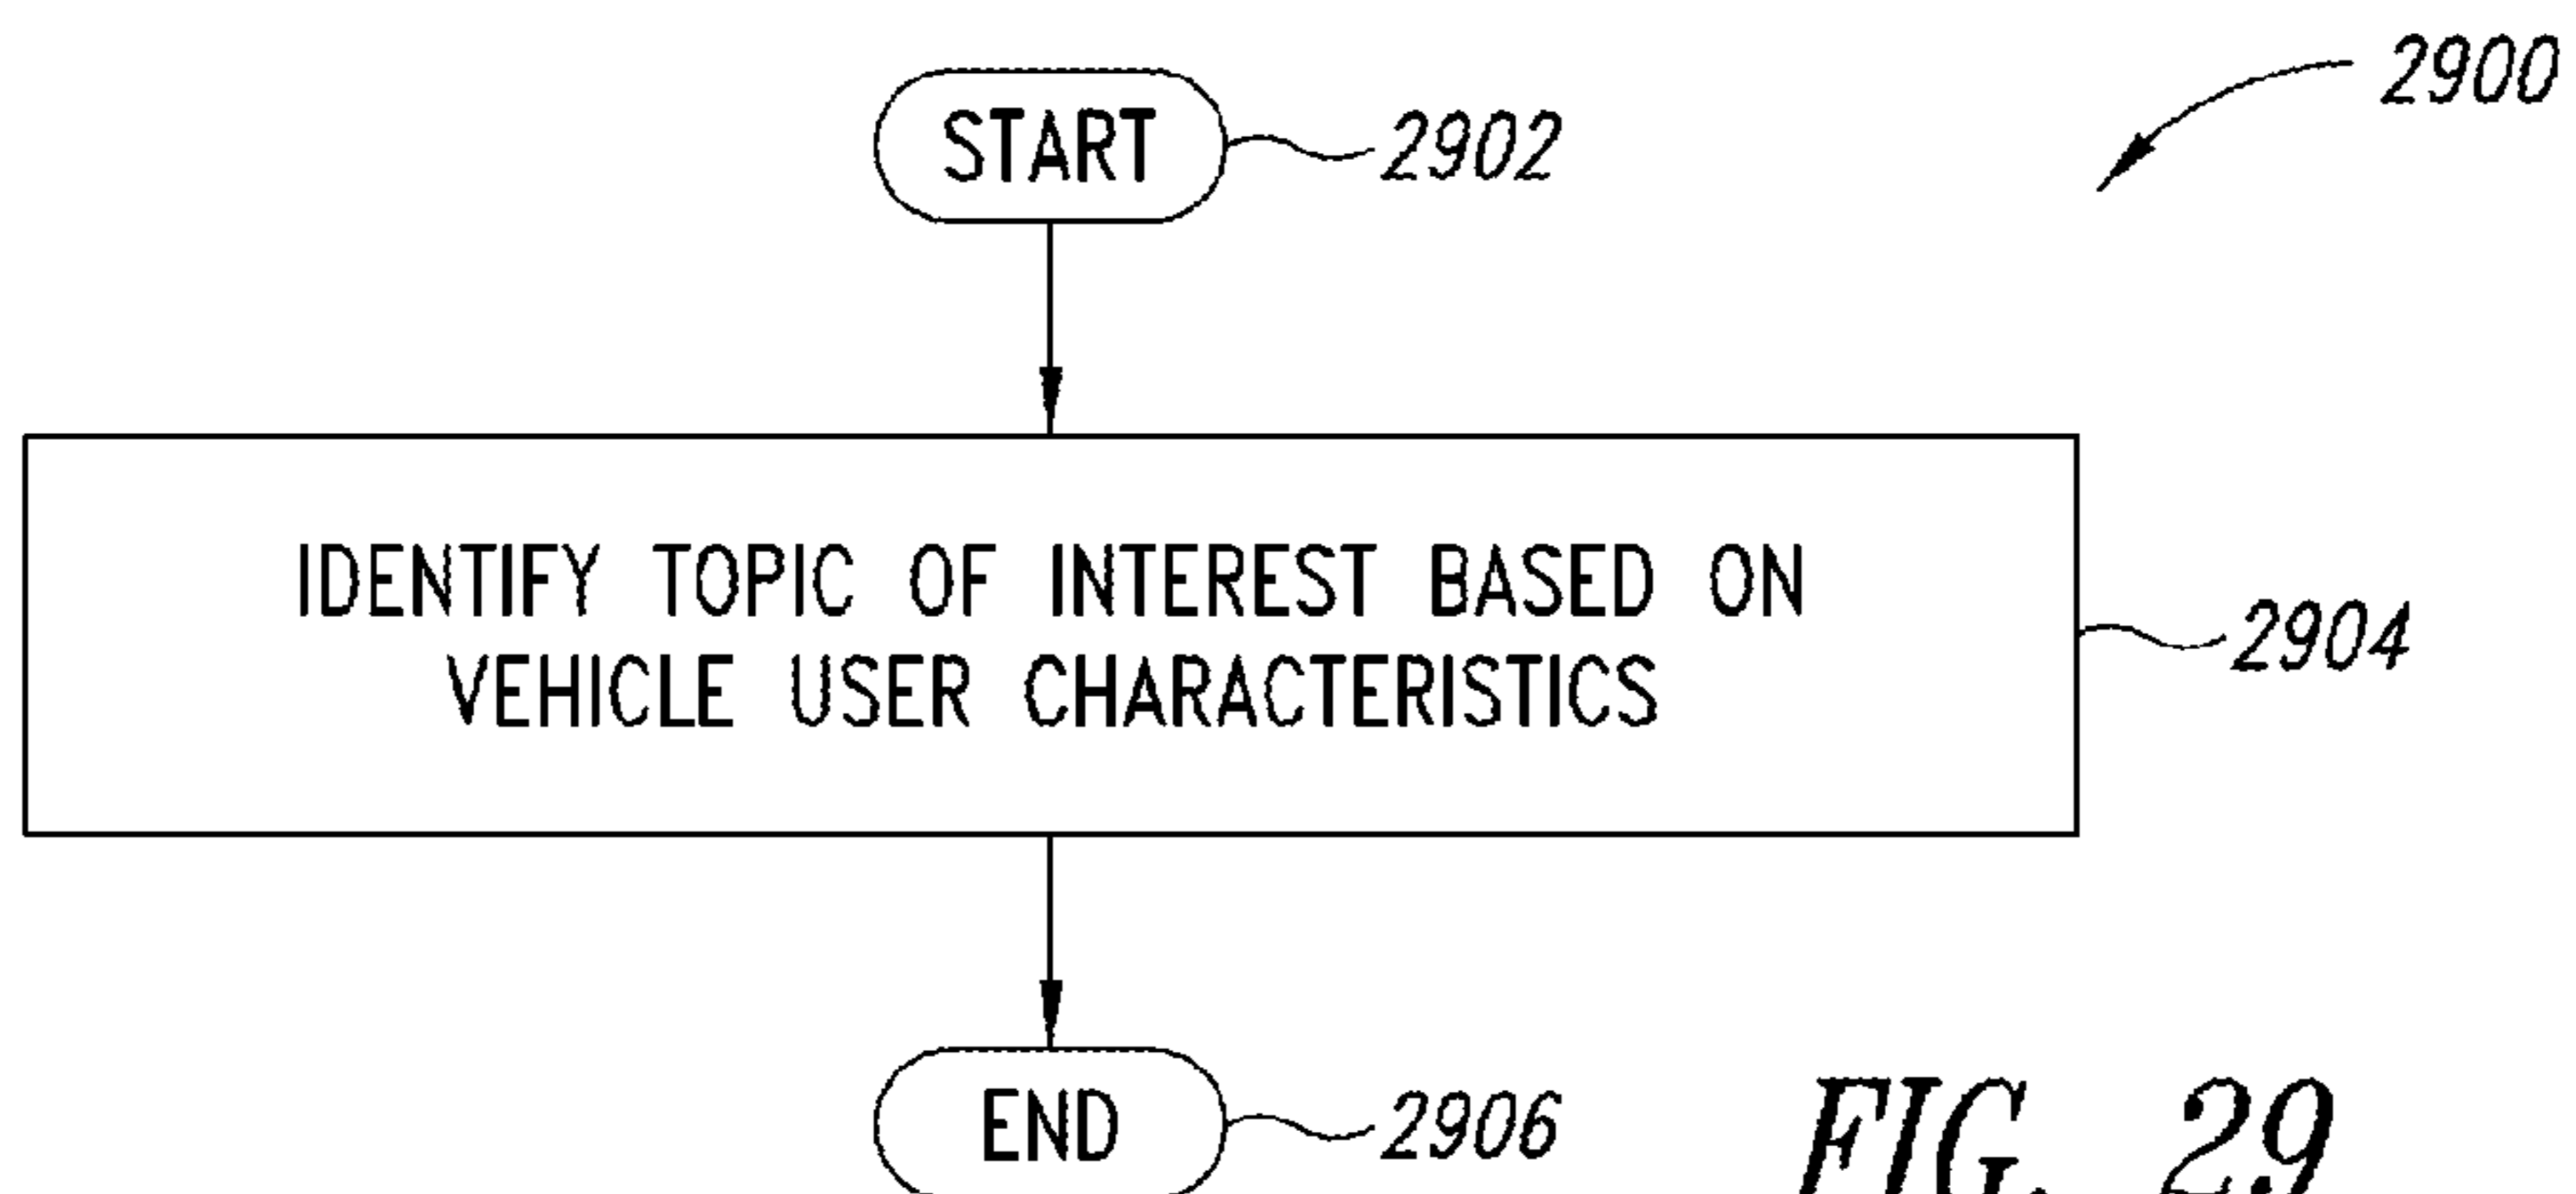 2900
START
2902
IDENTIFY TOPIC OF INTEREST BASED ON
VEHICLE USER CHARACTERISTICS
2904
END
2906
FIG. 29